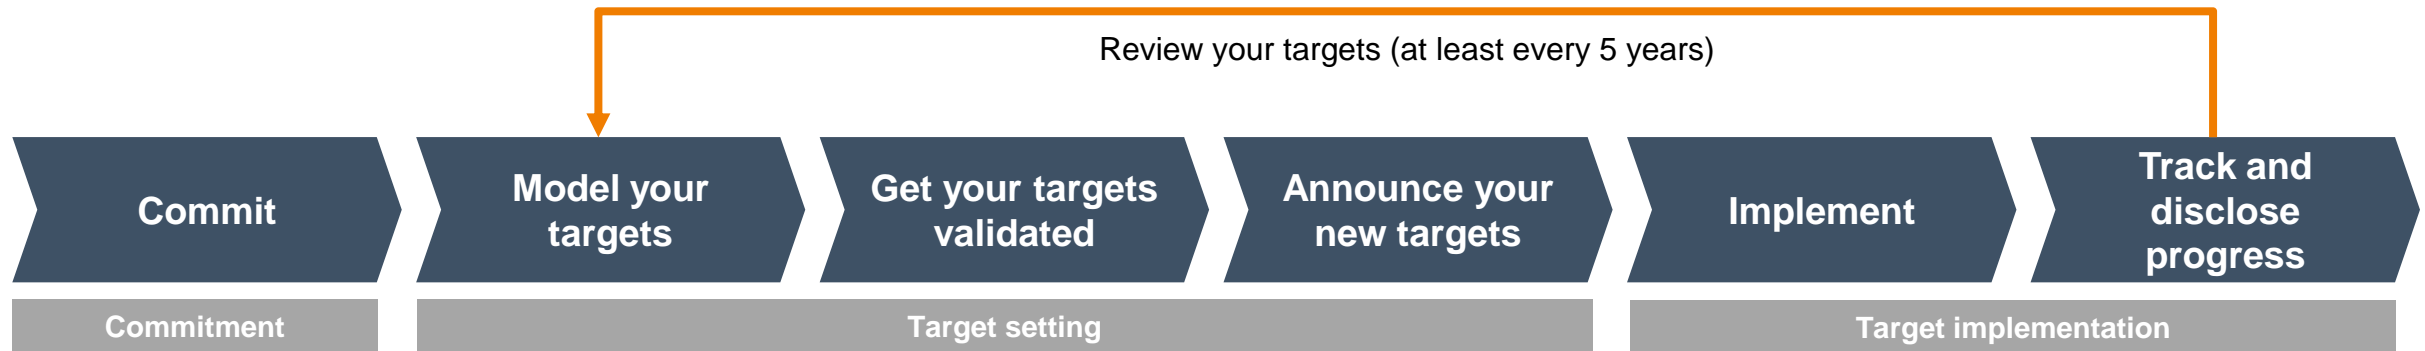 Review your targets (at least every 5 years)
Commit
Model your
targets
Get your targets
validated
Announce your
new targets
Implement
Track and
disclose
progress
Commitment
Target setting
Target implementation